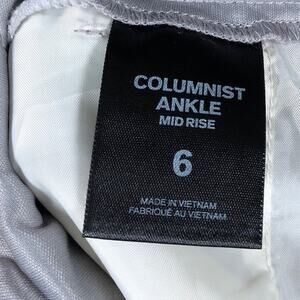 COLUMNIST
ANKLE
MID RISE
6
MADE IN VIETNAM
FABRIQUÉ AU VIETNAM